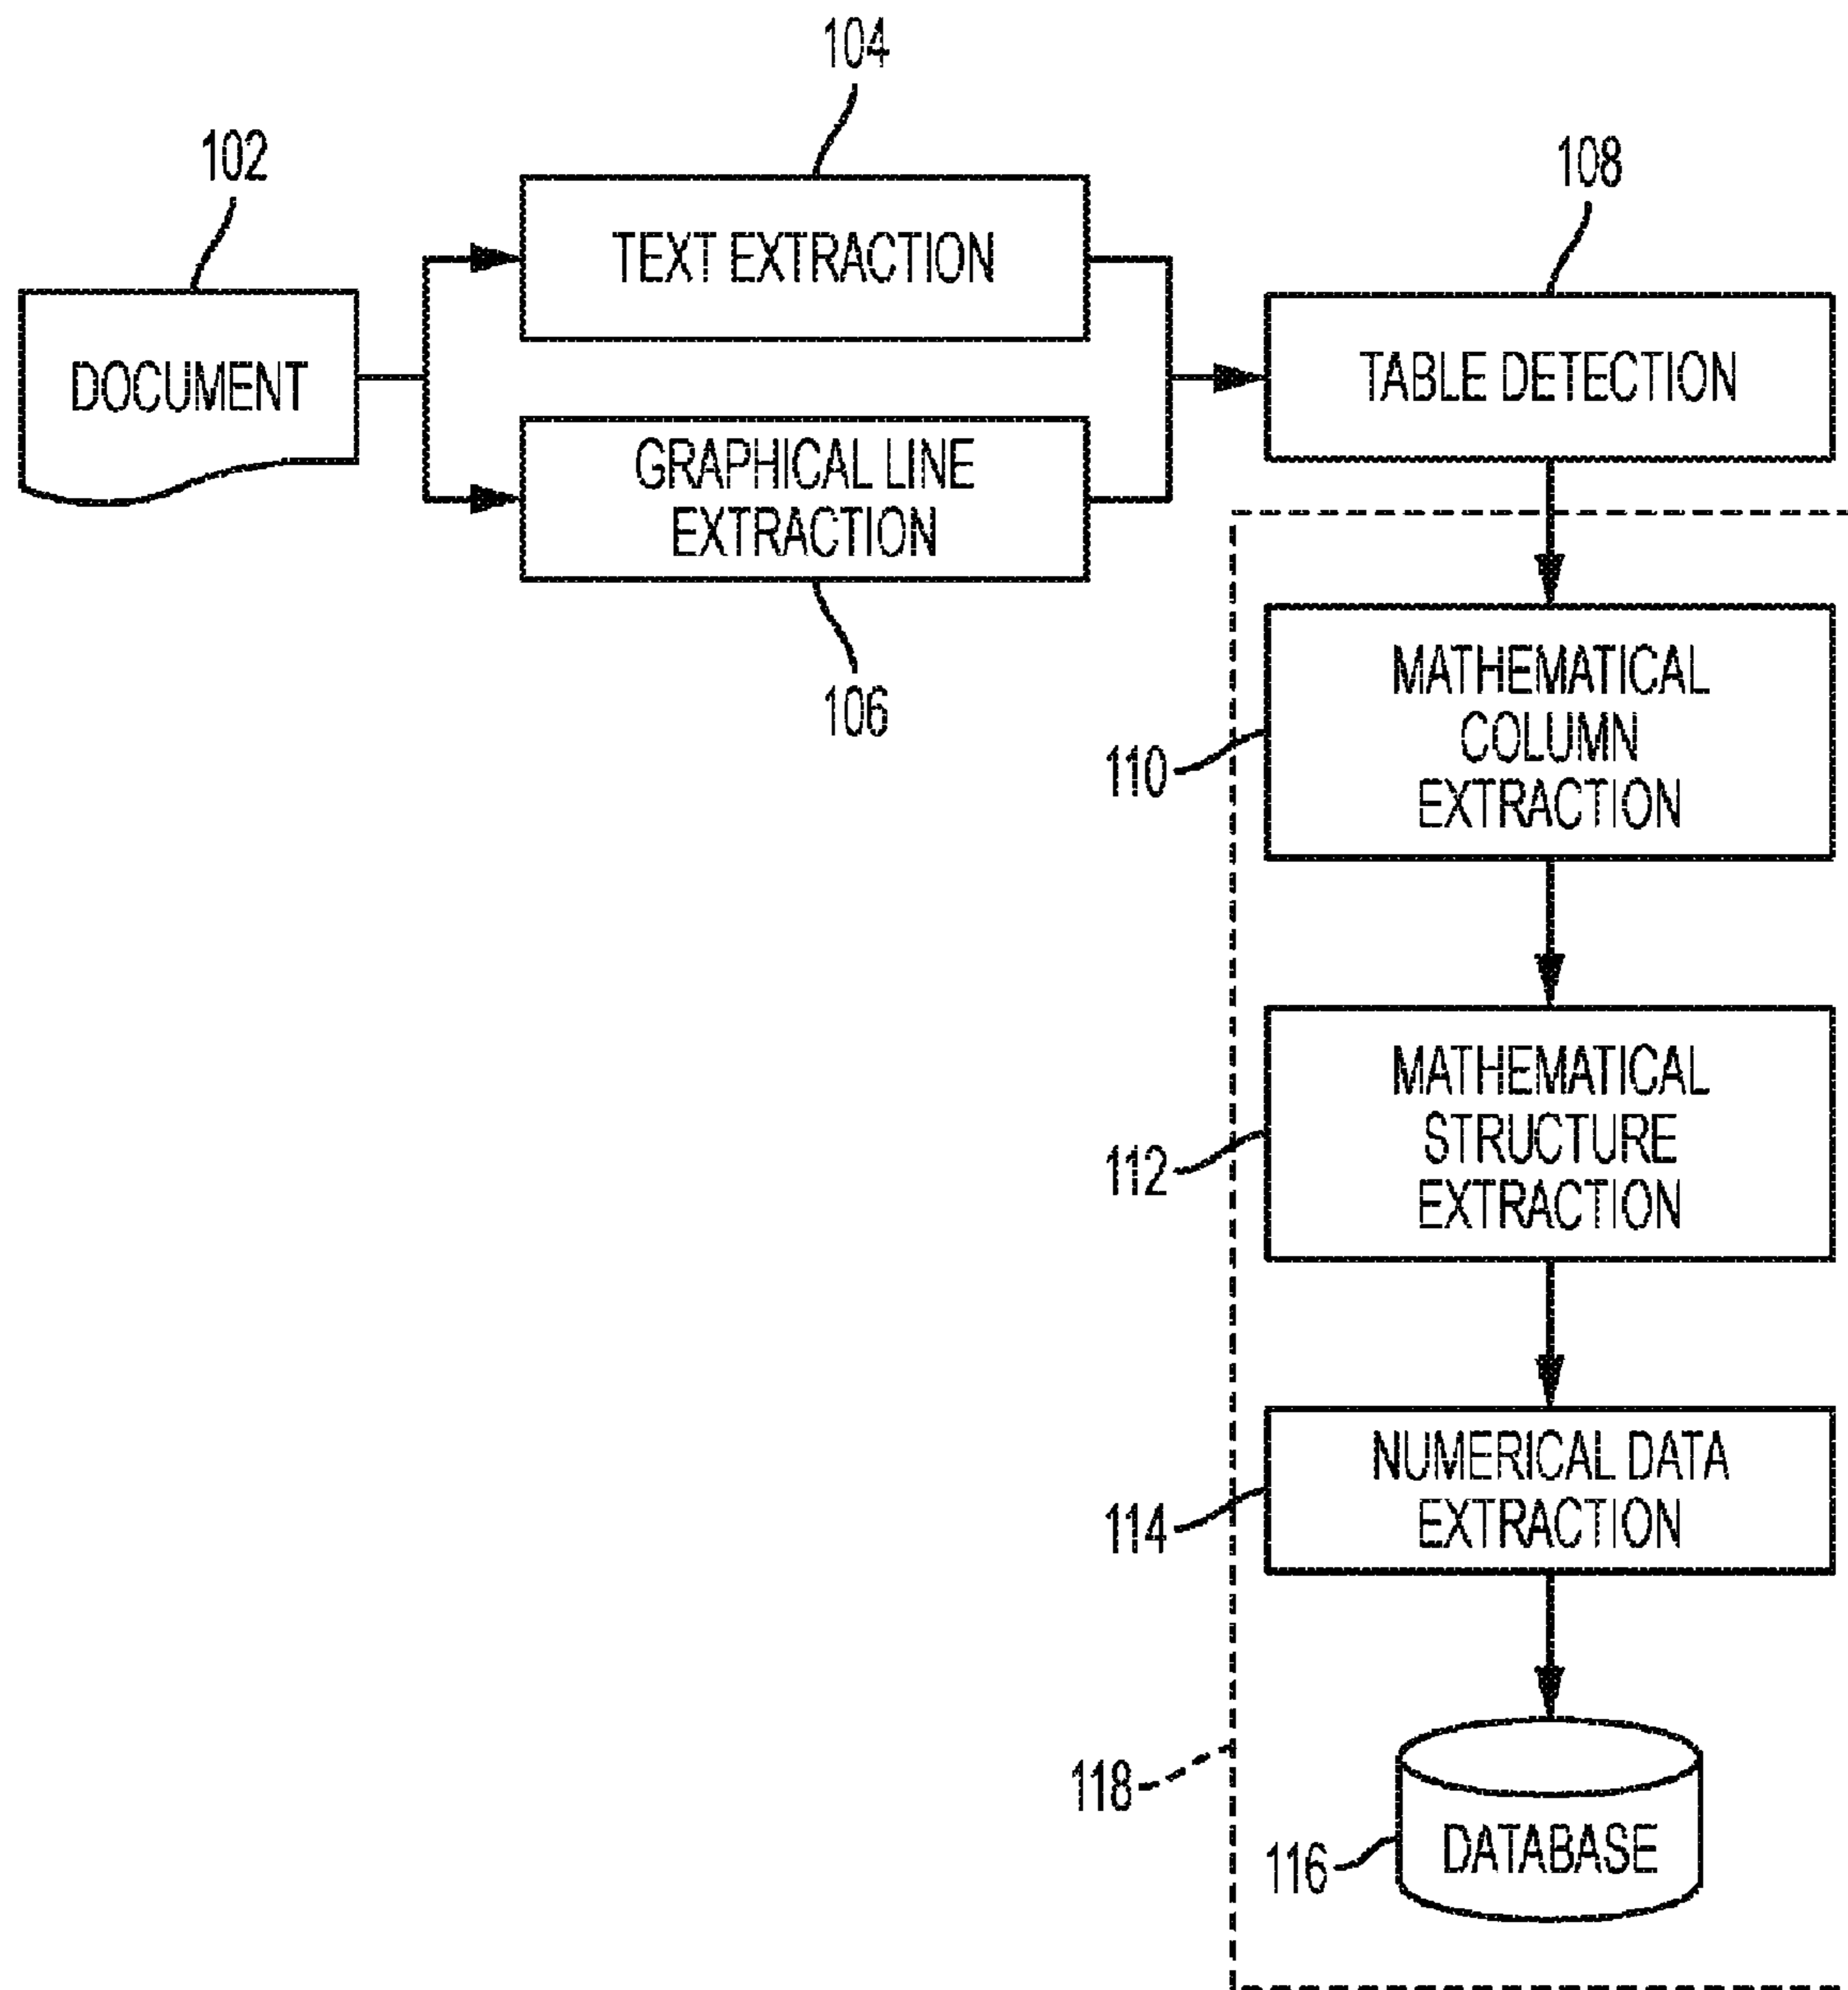 104
102
108
TEXT EXTRACTION
DOCUMENT
TABLE DETECTION
GRAPHICAL LINE
EXTRACTION
106
110
MATHEMATICAL
COLUMN
EXTRACTION
112
MATHEMATICAL
STRUCTURE
EXTRACTION
114
NUMERICAL DATA
EXTRACTION
118
116
DATABASE